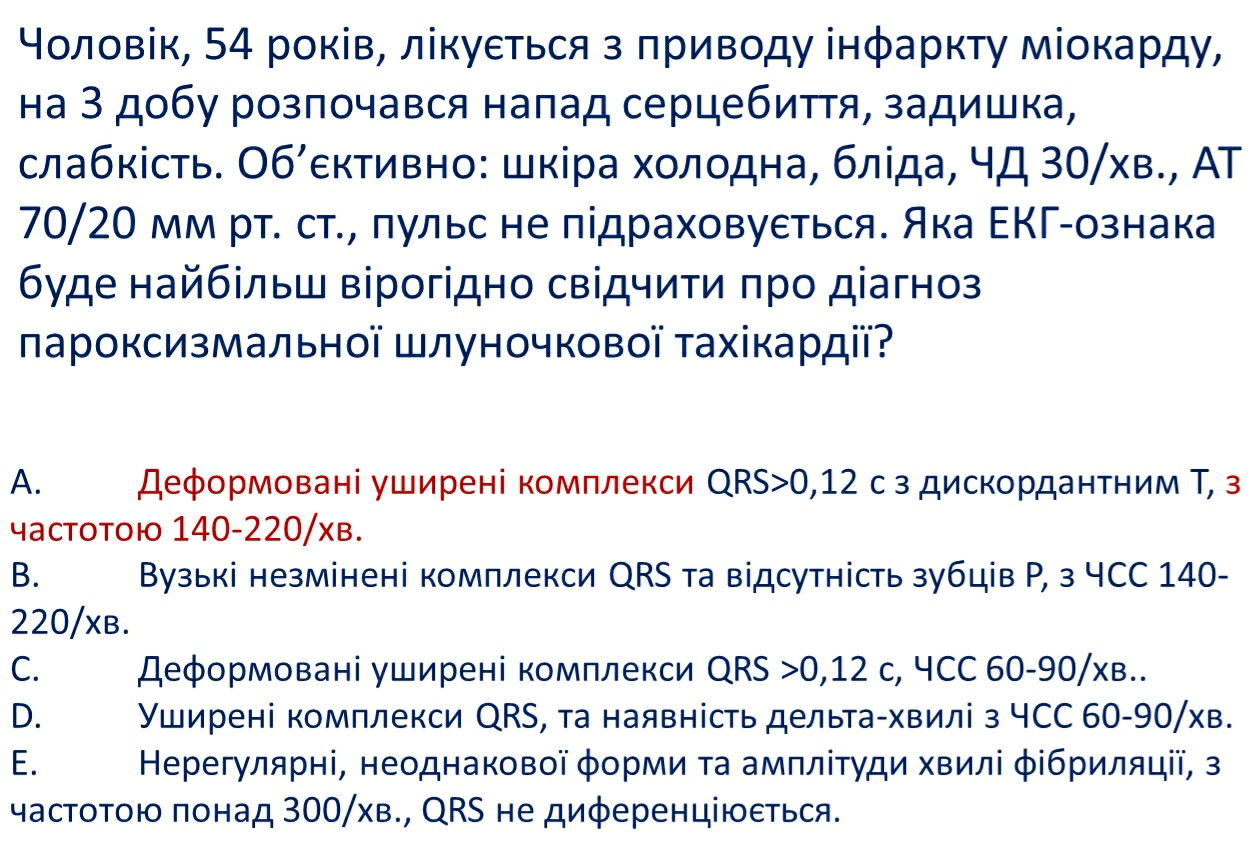 Чоловік, 54 років, лікується з приводу інфаркту міокарду,
на 3 добу розпочався напад серцебиття, задишка,
слабкість. Об’єктивно: шкіра холодна, бліда, ЧД 30/хв., АТ
70/20 мм рт. ст., пульс не підраховується. Яка ЕКГ-ознака
буде найбільш вірогідно свідчити про діагноз
пароксизмальної шлуночкової тахікардії?
A. Деформовані уширені комплекси QRS>0,12 с з дискордантним Т, з
частотою 140-220/хв.
B. Вузькі незмінені комплекси QRS та відсутність зубців Р, з ЧСС 140-
220/хв.
C. Деформовані уширені комплекси QRS >0,12 с, ЧСС 60-90/хв..
D. Уширені комплекси QRS, та наявність дельта-хвилі з ЧСС 60-90/хв.
E. Нерегулярні, неоднакової форми та амплітуди хвилі фібриляції, з
частотою понад 300/хв., QRS не диференціюється.